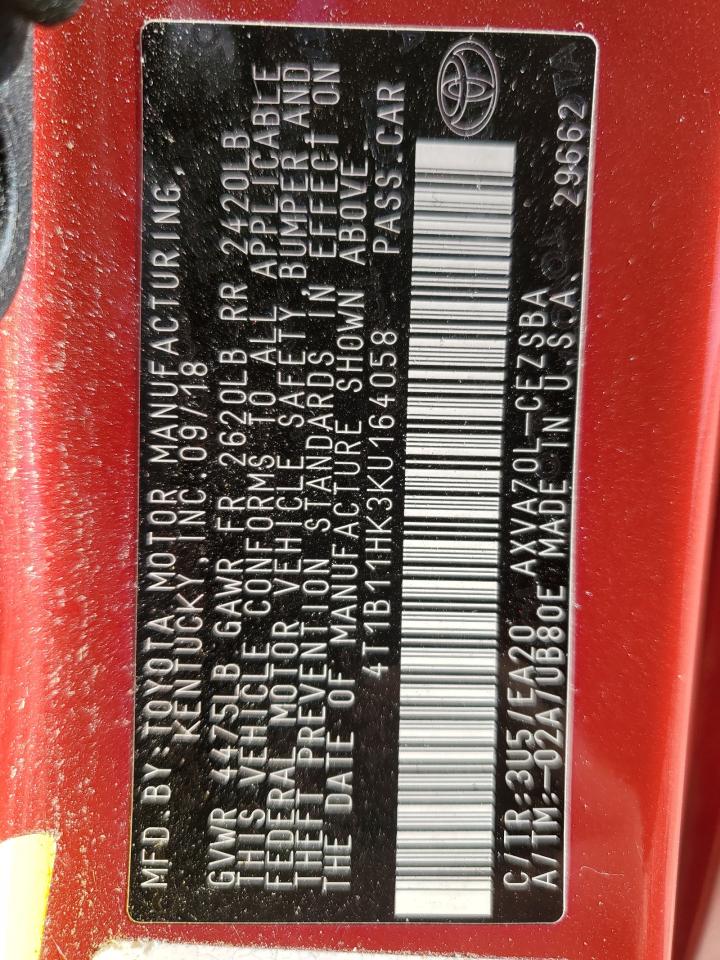 MFD.BY:TOYOTA MOTOR MANUFACTURING,
KENTUCKY,INC.09/18
GVWR 4475LB GAWR FR 2620LB RR 2420LB
THIS VEHICLE CONFORMS TO ALL APPLICABLE
FEDERAL MOTOR VEHICLE SAFETY, BUMPER AND
THEFT PREVENTION STANDARDS IN EFFECT ON
THE DATE OF MANUFACTURE SHOWN ABOVE.
4T1B11HK3KU164058 PASS.CAR
C/TR:3U5/EA20 AXVA70L-CEZSBA
A/TM:-02A/UB80E MADE IN U.S.A. 29662